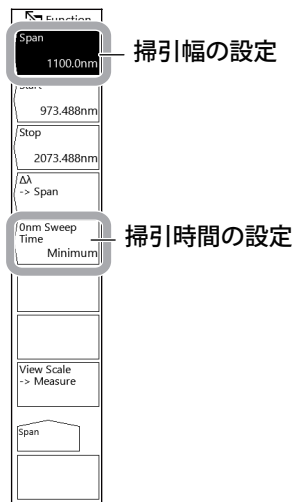 Function
Span
1100.0nm
掃引幅の設定
Start
973.488nm
Stop
2073.488nm
Δλ
-> Span
0nm Sweep
Time
Minimum
掃引時間の設定
View Scale
-> Measure
Span